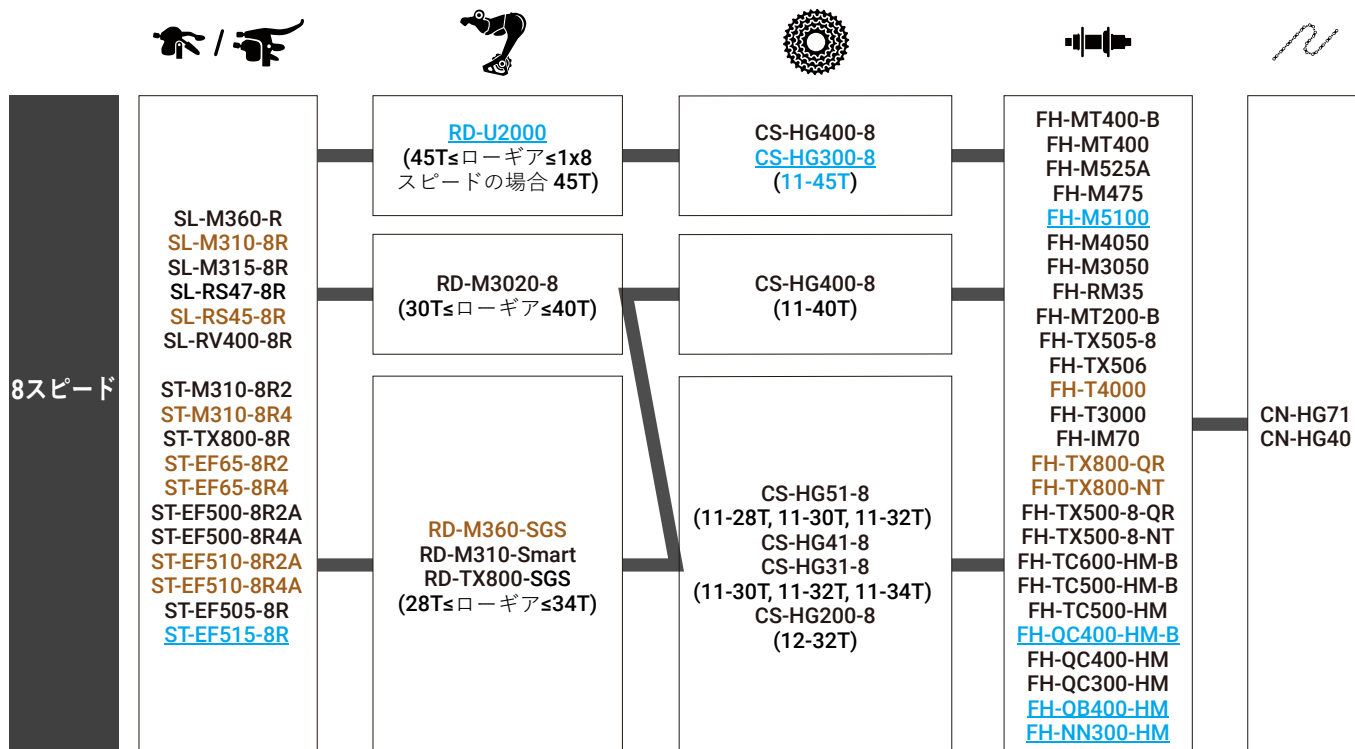 8スピード
SL-M360-R
SL-M310-8R
SL-M315-8R
SL-RS47-8R
SL-RS45-8R
SL-RV400-8R
ST-M310-8R2
ST-M310-8R4
ST-TX800-8R
ST-EF65-8R2
ST-EF65-8R4
ST-EF500-8R2A
ST-EF500-8R4A
ST-EF510-8R2A
ST-EF510-8R4A
ST-EF505-8R
ST-EF515-8R
RD-U2000
(45T≤ローギア≤1x8
スピードの場合 45T)
RD-M3020-8
(30T≤ローギア≤40T)
RD-M360-SGS
RD-M310-Smart
RD-TX800-SGS
(28T≤ローギア≤34T)
CS-HG400-8
CS-HG300-8
(11-45T)
CS-HG400-8
(11-40T)
CS-HG51-8
(11-28T, 11-30T, 11-32T)
CS-HG41-8
CS-HG31-8
(11-30T, 11-32T, 11-34T)
CS-HG200-8
(12-32T)
FH-MT400-B
FH-MT400
FH-M525A
FH-M475
FH-M5100
FH-M4050
FH-M3050
FH-RM35
FH-MT200-B
FH-TX505-8
FH-TX506
FH-T4000
FH-T3000
FH-IM70
FH-TX800-QR
FH-TX800-NT
FH-TX500-8-QR
FH-TX500-8-NT
FH-TC600-HM-B
FH-TC500-HM-B
FH-TC500-HM
FH-QC400-HM-B
FH-QC400-HM
FH-QC300-HM
FH-QB400-HM
FH-NN300-HM
CN-HG71
CN-HG40